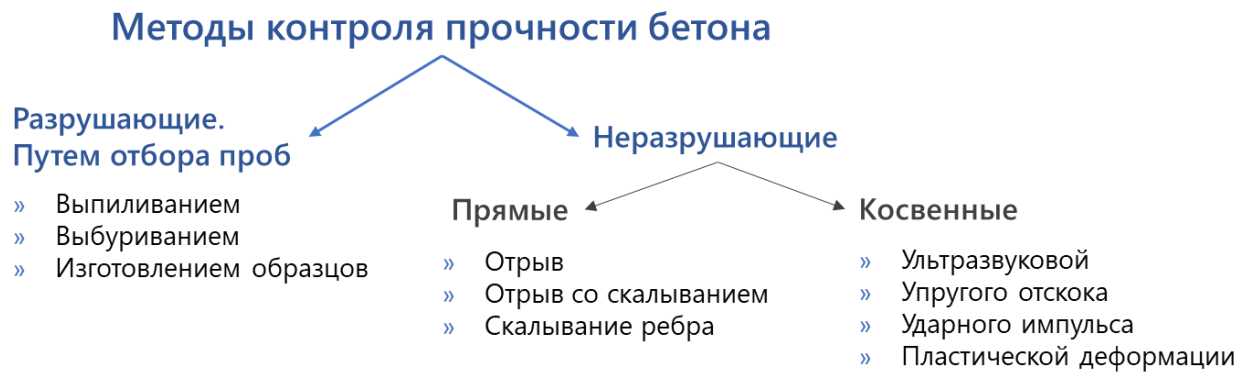 Методы контроля прочности бетона
Разрушающие.
Путем отбора проб
» Выпиливанием
» Выбуриванием
» Изготовлением образцов
Неразрушающие
Прямые
» Отрыв
» Отрыв со скалыванием
» Скалывание ребра
Косвенные
» Ультразвуковой
» Упругого отскока
» Ударного импульса
» Пластической деформации